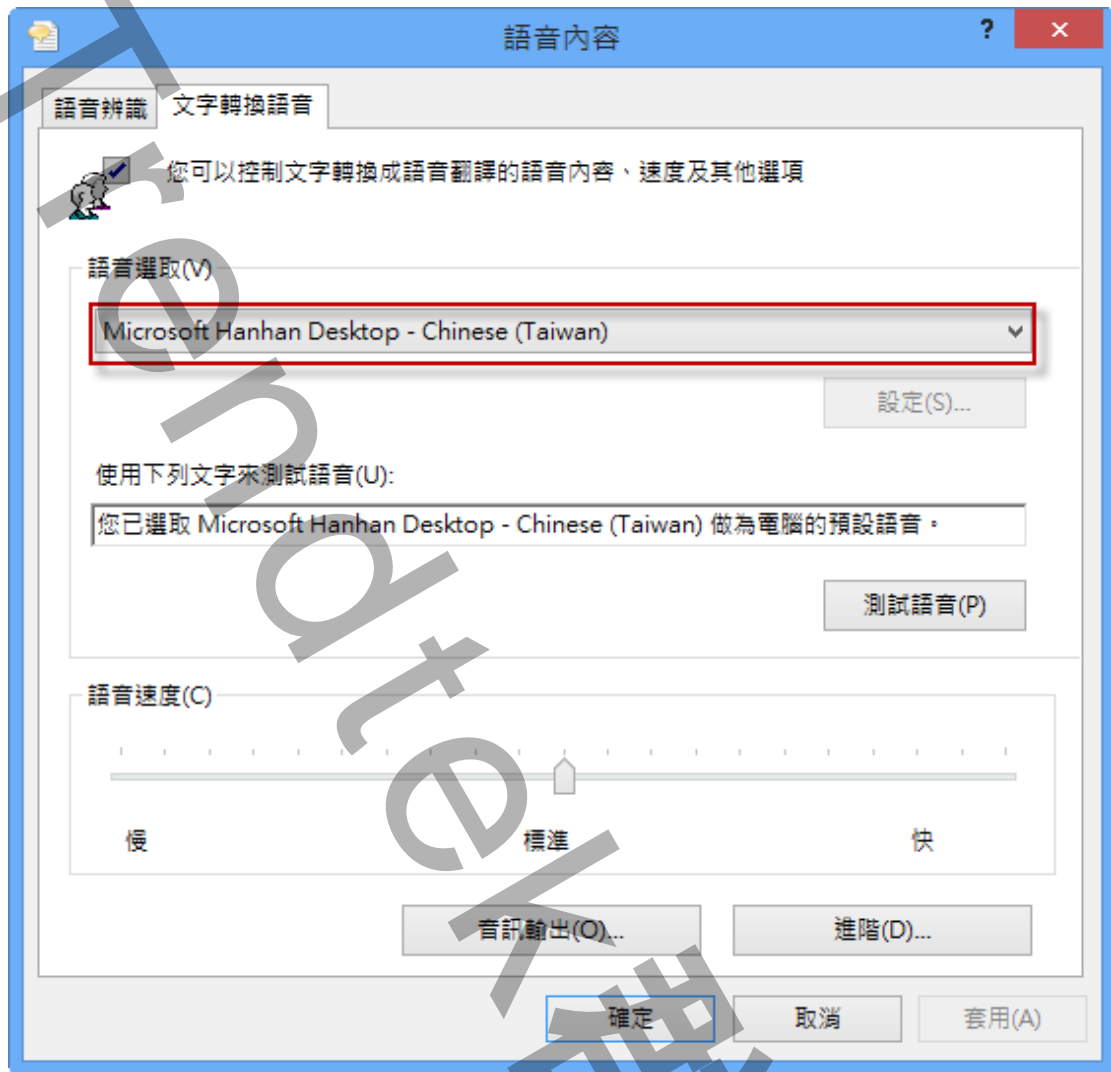 語音內容
?
語音辨識 文字轉換語音
您可以控制文字轉換成語音翻譯的語音內容、速度及其他選項
語音選取(V)
Microsoft Hanhan Desktop - Chinese (Taiwan)
設定(S)...
使用下列文字來測試語音(U):
您已選取 Microsoft Hanhan Desktop - Chinese (Taiwan) 做為電腦的預設語音。
測試語音(P)
語音速度(C)
慢 標準 快
音訊輸出(O)... 進階(D)...
確定 取消 套用(A)
Trendtek